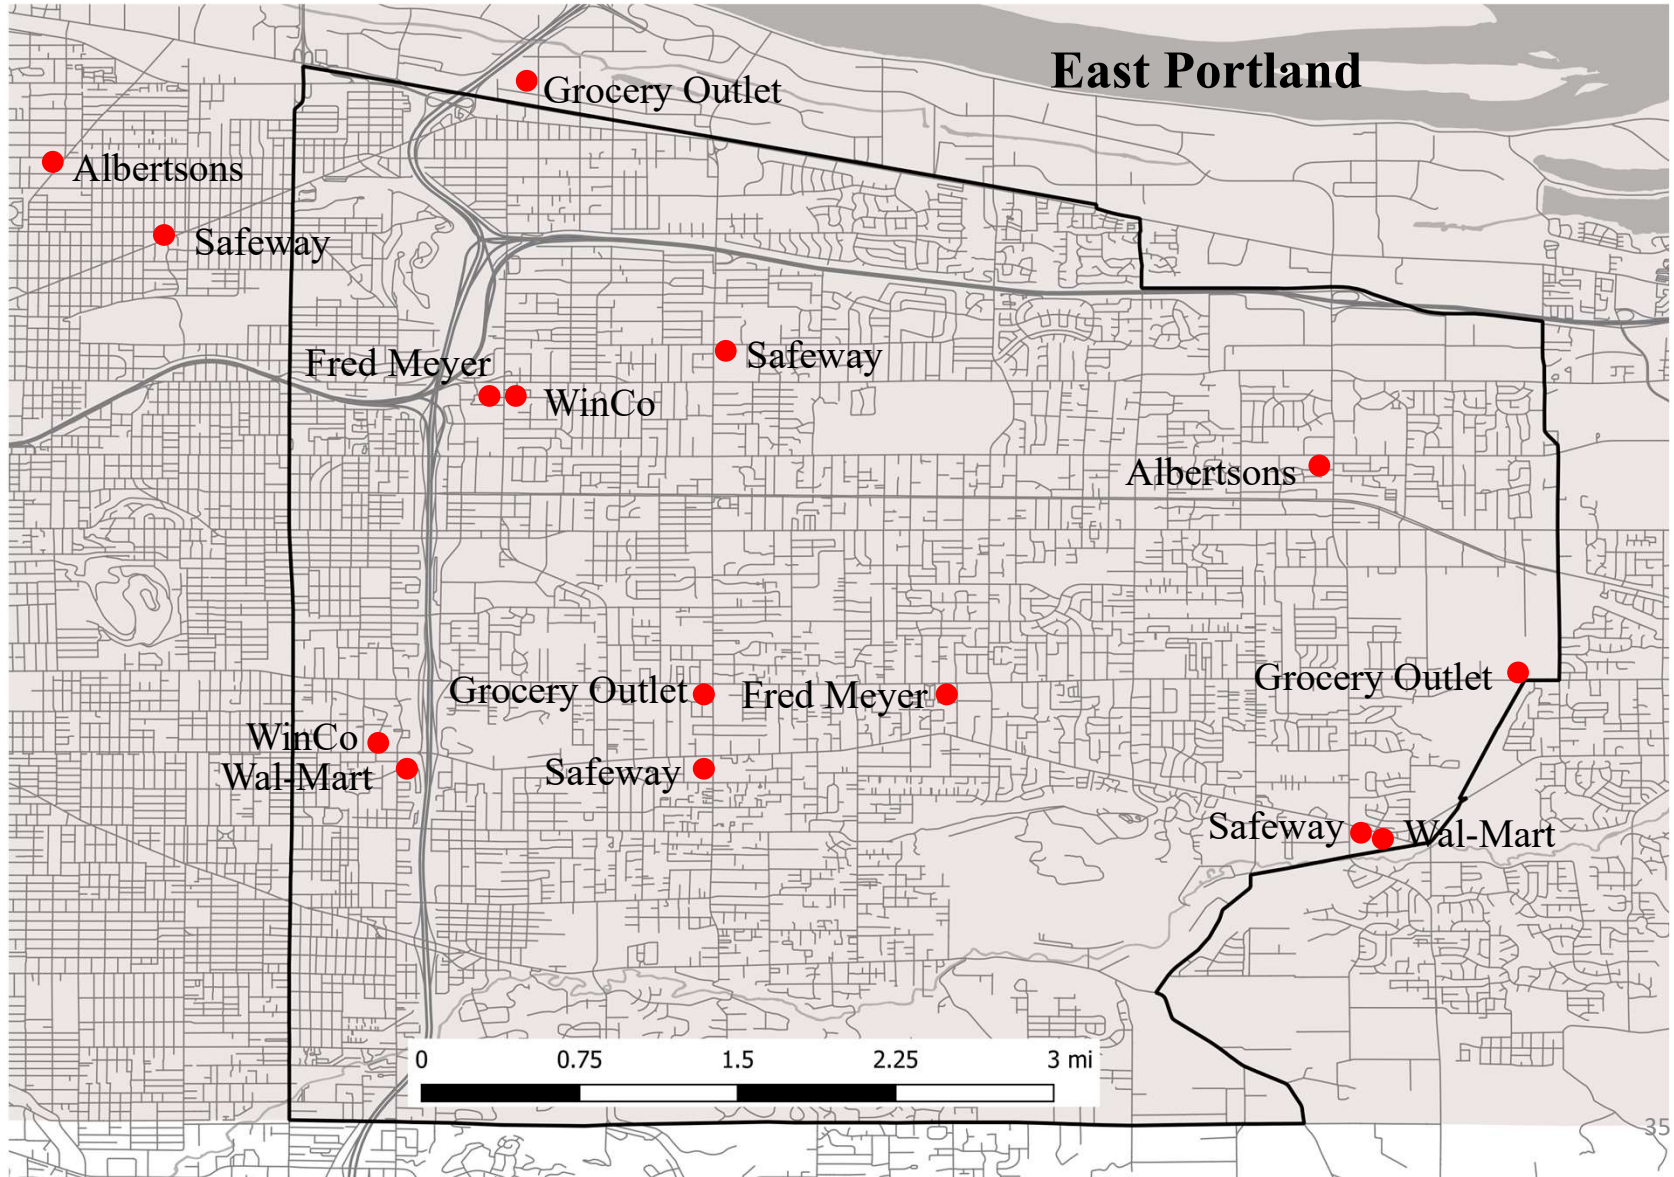 East Portland
Grocery Outlet
Albertsons
Safeway
Fred Meyer
Safeway
WinCo
Albertsons
Grocery Outlet
Grocery Outlet
Fred Meyer
WinCo
Wal-Mart
Safeway
Safeway
Wal-Mart
0 0.75 1.5 2.25 3 mi
35